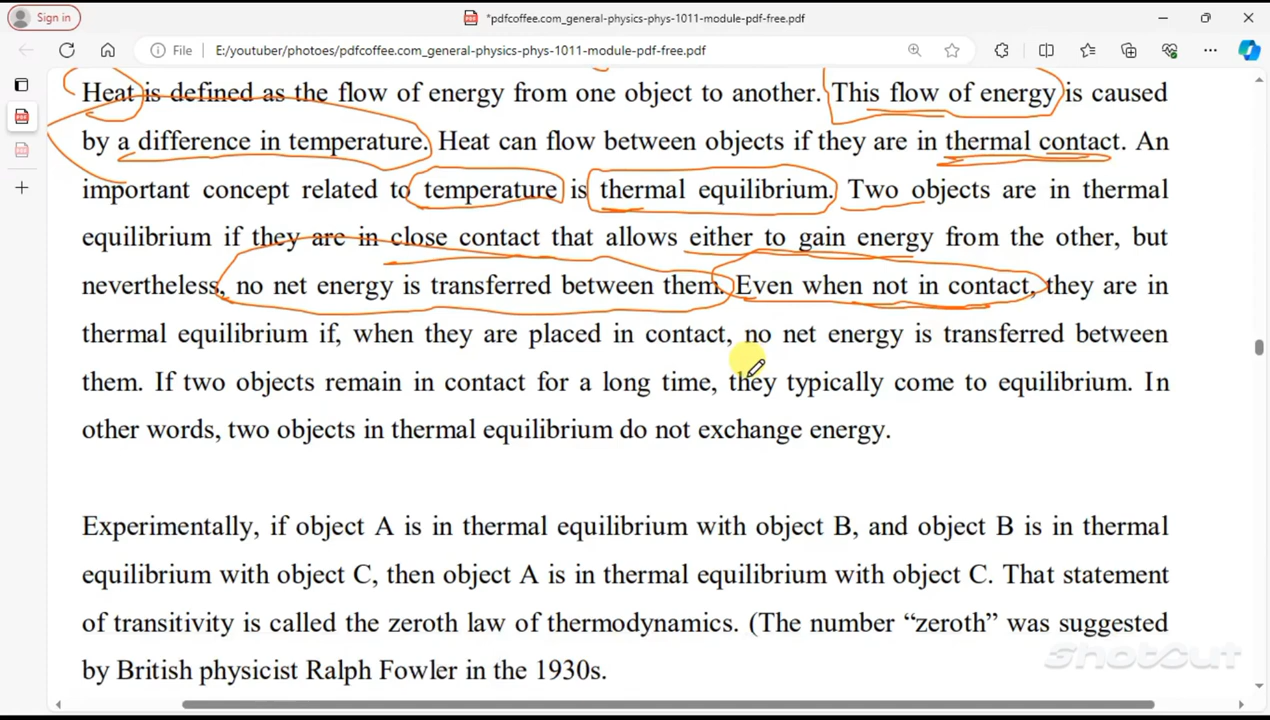 Sign in
*pdfcoffee.com_general-physics-phys-1011-module-pdf-free.pdf
File
E:/youtuber/photoes/pdfcoffee.com_general-physics-phys-1011-module-pdf-free.pdf
Heat is defined as the flow of energy from one object to another. This flow of energy is caused
by a difference in temperature. Heat can flow between objects if they are in thermal contact. An
important concept related to temperature is thermal equilibrium. Two objects are in thermal
equilibrium if they are in close contact that allows either to gain energy from the other, but
nevertheless, no net energy is transferred between them. Even when not in contact, they are in
thermal equilibrium if, when they are placed in contact, no net energy is transferred between
them. If two objects remain in contact for a long time, they typically come to equilibrium. In
other words, two objects in thermal equilibrium do not exchange energy.
Experimentally, if object A is in thermal equilibrium with object B, and object B is in thermal
equilibrium with object C, then object A is in thermal equilibrium with object C. That statement
of transitivity is called the zeroth law of thermodynamics. (The number “zeroth” was suggested
by British physicist Ralph Fowler in the 1930s.
shotcut